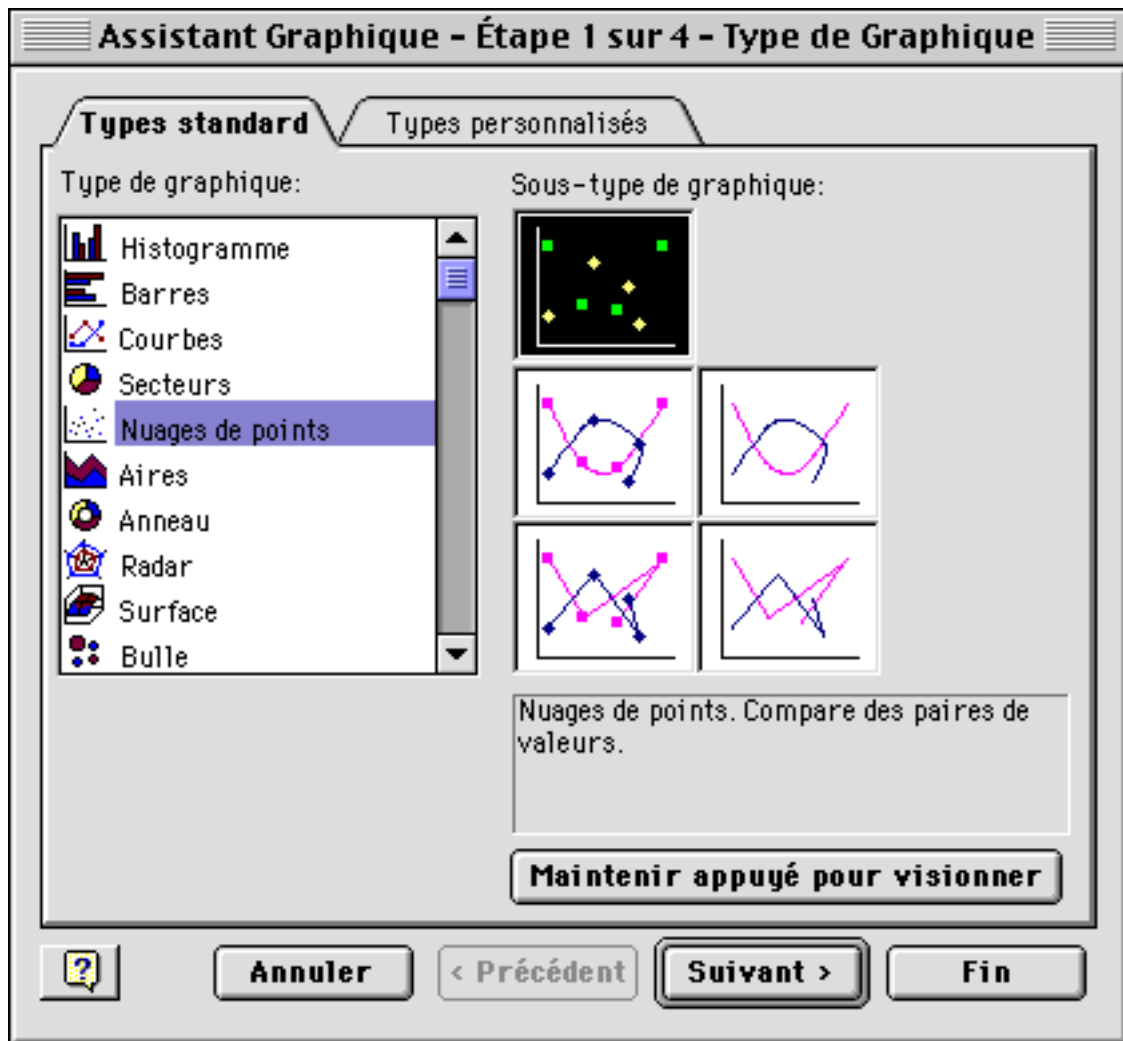 Assistant Graphique - Étape 1 sur 4 - Type de Graphique
Types standard
Types personnalisés
Type de graphique:
Histogramme
Barres
Courbes
Secteurs
Nuages de points
Aires
Anneau
Radar
Surface
Bulle
Sous-type de graphique:
Nuages de points. Compare des paires de
valeurs.
Maintenir appuyé pour visionner
?
Annuler
< Précédent
Suivant >
Fin